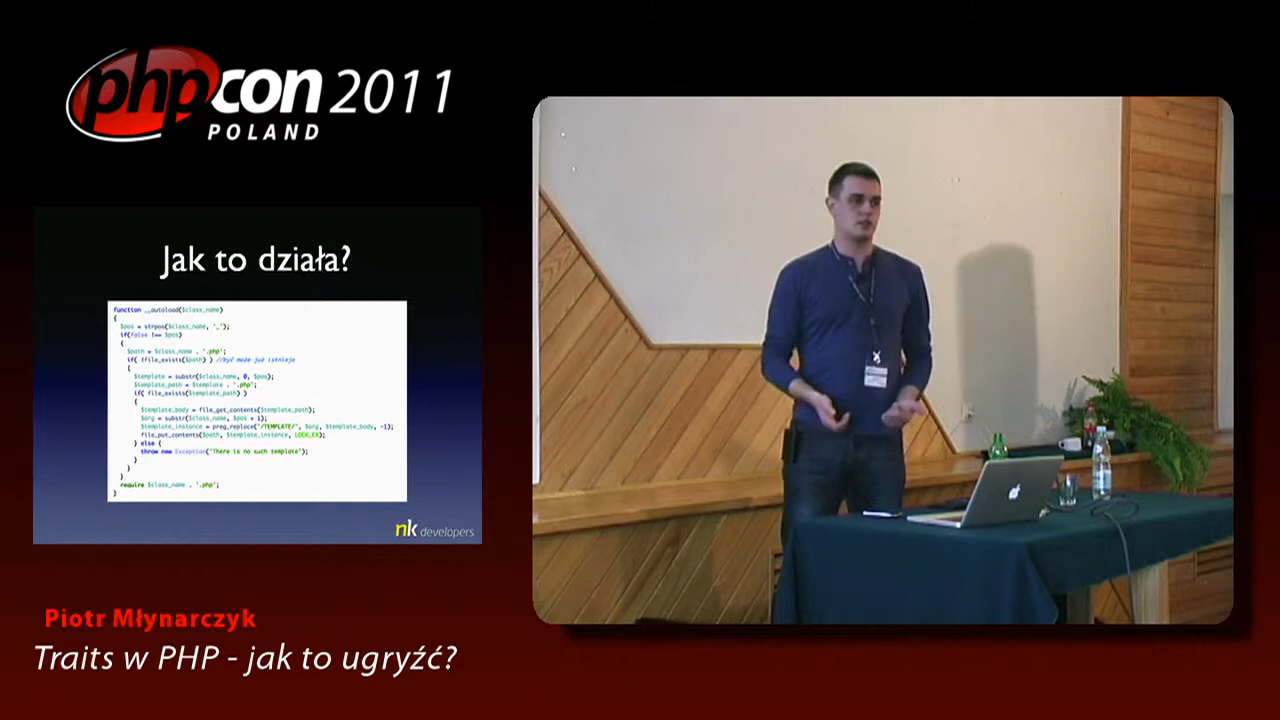 phpcon 2011
POLAND
Jak to działa?
function __autoload($class_name)
{
$pos = strpos($class_name, '_');
if(false !== $pos)
{
$path = $class_name . '.php';
if( !file_exists($path) ) //być może już istnieje
{
$template = substr($class_name, 0, $pos);
$template_path = $template . '.php';
if( file_exists($template_path) )
{
$template_body = file_get_contents($template_path);
$arg = substr($class_name, $pos + 1);
$template_instance = preg_replace("/TEMPLATE/", $arg, $template_body, -1);
file_put_contents($path, $template_instance, LOCK_EX);
} else {
throw new Exception("There is no such template");
}
}
}
require $class_name . '.php';
}
nk developers
Piotr Młynarczyk
Traits w PHP - jak to ugryźć?